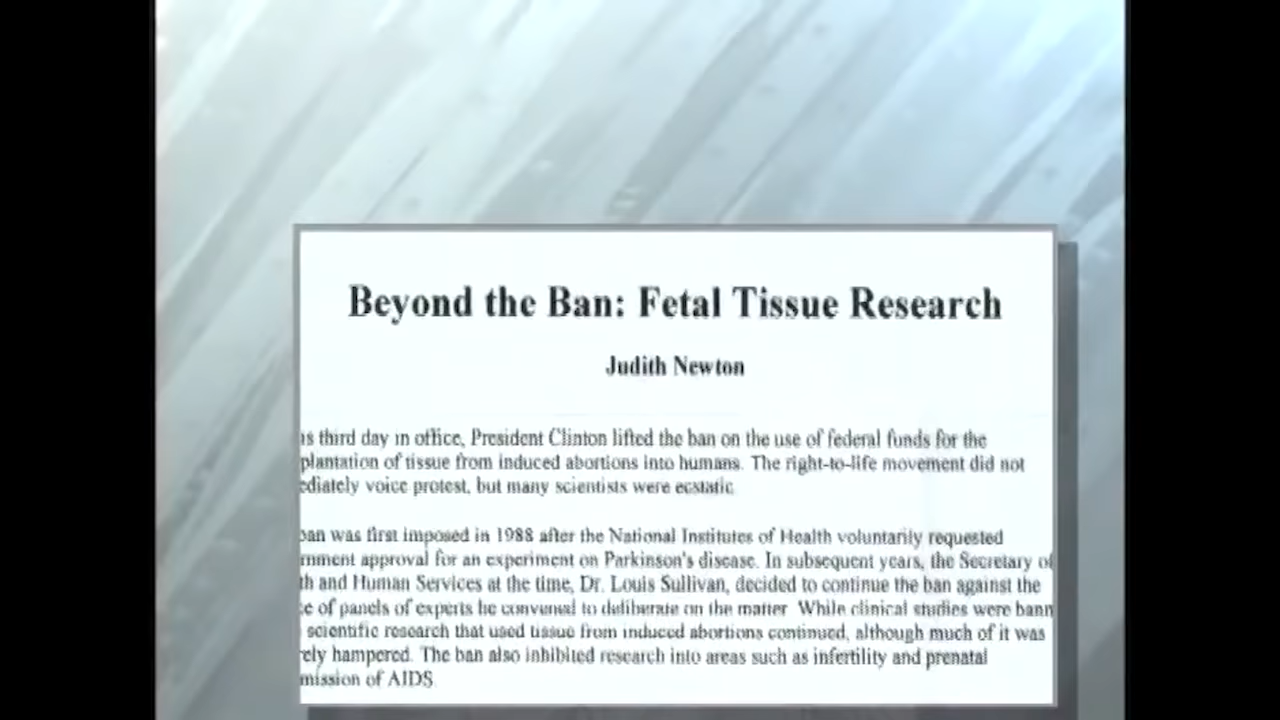 Beyond the Ban: Fetal Tissue Research
Judith Newton
is third day in office, President Clinton lifted the ban on the use of federal funds for the
plantation of tissue from induced abortions into humans. The right-to-life movement did not
ediately voice protest, but many scientists were ecstatic
ban was first imposed in 1988 after the National Institutes of Health voluntarily requested
rnment approval for an experiment on Parkinson's disease. In subsequent years, the Secretary of
th and Human Services at the time, Dr. Louis Sullivan, decided to continue the ban against the
e of panels of experts he convened to deliberate on the matter While clinical studies were bann
scientific research that used tissue from induced abortions continued, although much of it was
rely hampered. The ban also inhibited research into areas such as infertility and prenatal
mission of AIDS